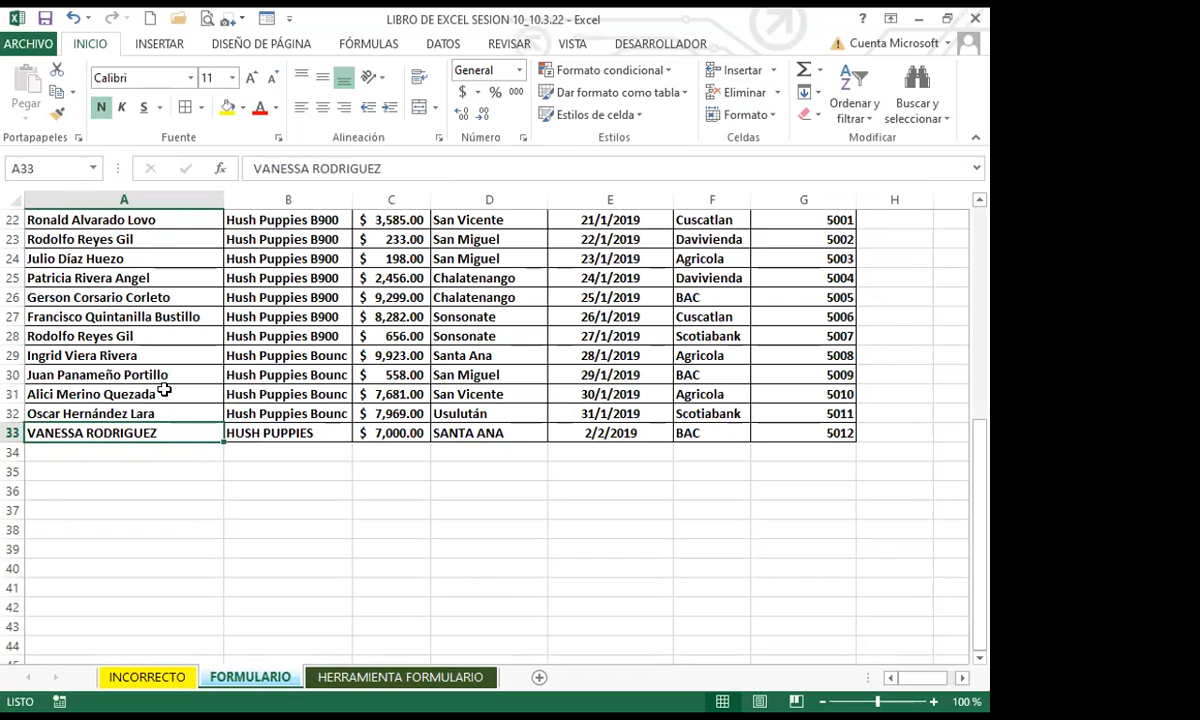 LIBRO DE EXCEL SESION 10_10.3.22 - Excel
ARCHIVO INICIO INSERTAR DISEÑO DE PÁGINA FÓRMULAS DATOS REVISAR VISTA DESARROLLADOR Cuenta Microsoft
Pegar
Calibri 11
N K S
General
$ % 000
Formato condicional
Dar formato como tabla
Estilos de celda
Insertar
Eliminar
Formato
Ordenar y filtrar
Buscar y seleccionar
Portapapeles Fuente Alineación Número Estilos Celdas Modificar
A33 fx VANESSA RODRIGUEZ
A B C D E F G H
22 Ronald Alvarado Lovo Hush Puppies B900 $ 3,585.00 San Vicente 21/1/2019 Cuscatlan 5001
23 Rodolfo Reyes Gil Hush Puppies B900 $ 233.00 San Miguel 22/1/2019 Davivienda 5002
24 Julio Díaz Huezo Hush Puppies B900 $ 198.00 San Miguel 23/1/2019 Agricola 5003
25 Patricia Rivera Angel Hush Puppies B900 $ 2,456.00 Chalatenango 24/1/2019 Davivienda 5004
26 Gerson Corsario Corleto Hush Puppies B900 $ 9,299.00 Chalatenango 25/1/2019 BAC 5005
27 Francisco Quintanilla Bustillo Hush Puppies B900 $ 8,282.00 Sonsonate 26/1/2019 Cuscatlan 5006
28 Rodolfo Reyes Gil Hush Puppies B900 $ 656.00 Sonsonate 27/1/2019 Scotiabank 5007
29 Ingrid Viera Rivera Hush Puppies Bounc $ 9,923.00 Santa Ana 28/1/2019 Agricola 5008
30 Juan Panameño Portillo Hush Puppies Bounc $ 558.00 San Miguel 29/1/2019 BAC 5009
31 Alici Merino Quezada Hush Puppies Bounc $ 7,681.00 San Vicente 30/1/2019 Agricola 5010
32 Oscar Hernández Lara Hush Puppies Bounc $ 7,969.00 Usulután 31/1/2019 Scotiabank 5011
33 VANESSA RODRIGUEZ HUSH PUPPIES $ 7,000.00 SANTA ANA 2/2/2019 BAC 5012
34
35
36
37
38
39
40
41
42
43
44
INCORRECTO FORMULARIO HERRAMIENTA FORMULARIO
LISTO 100 %